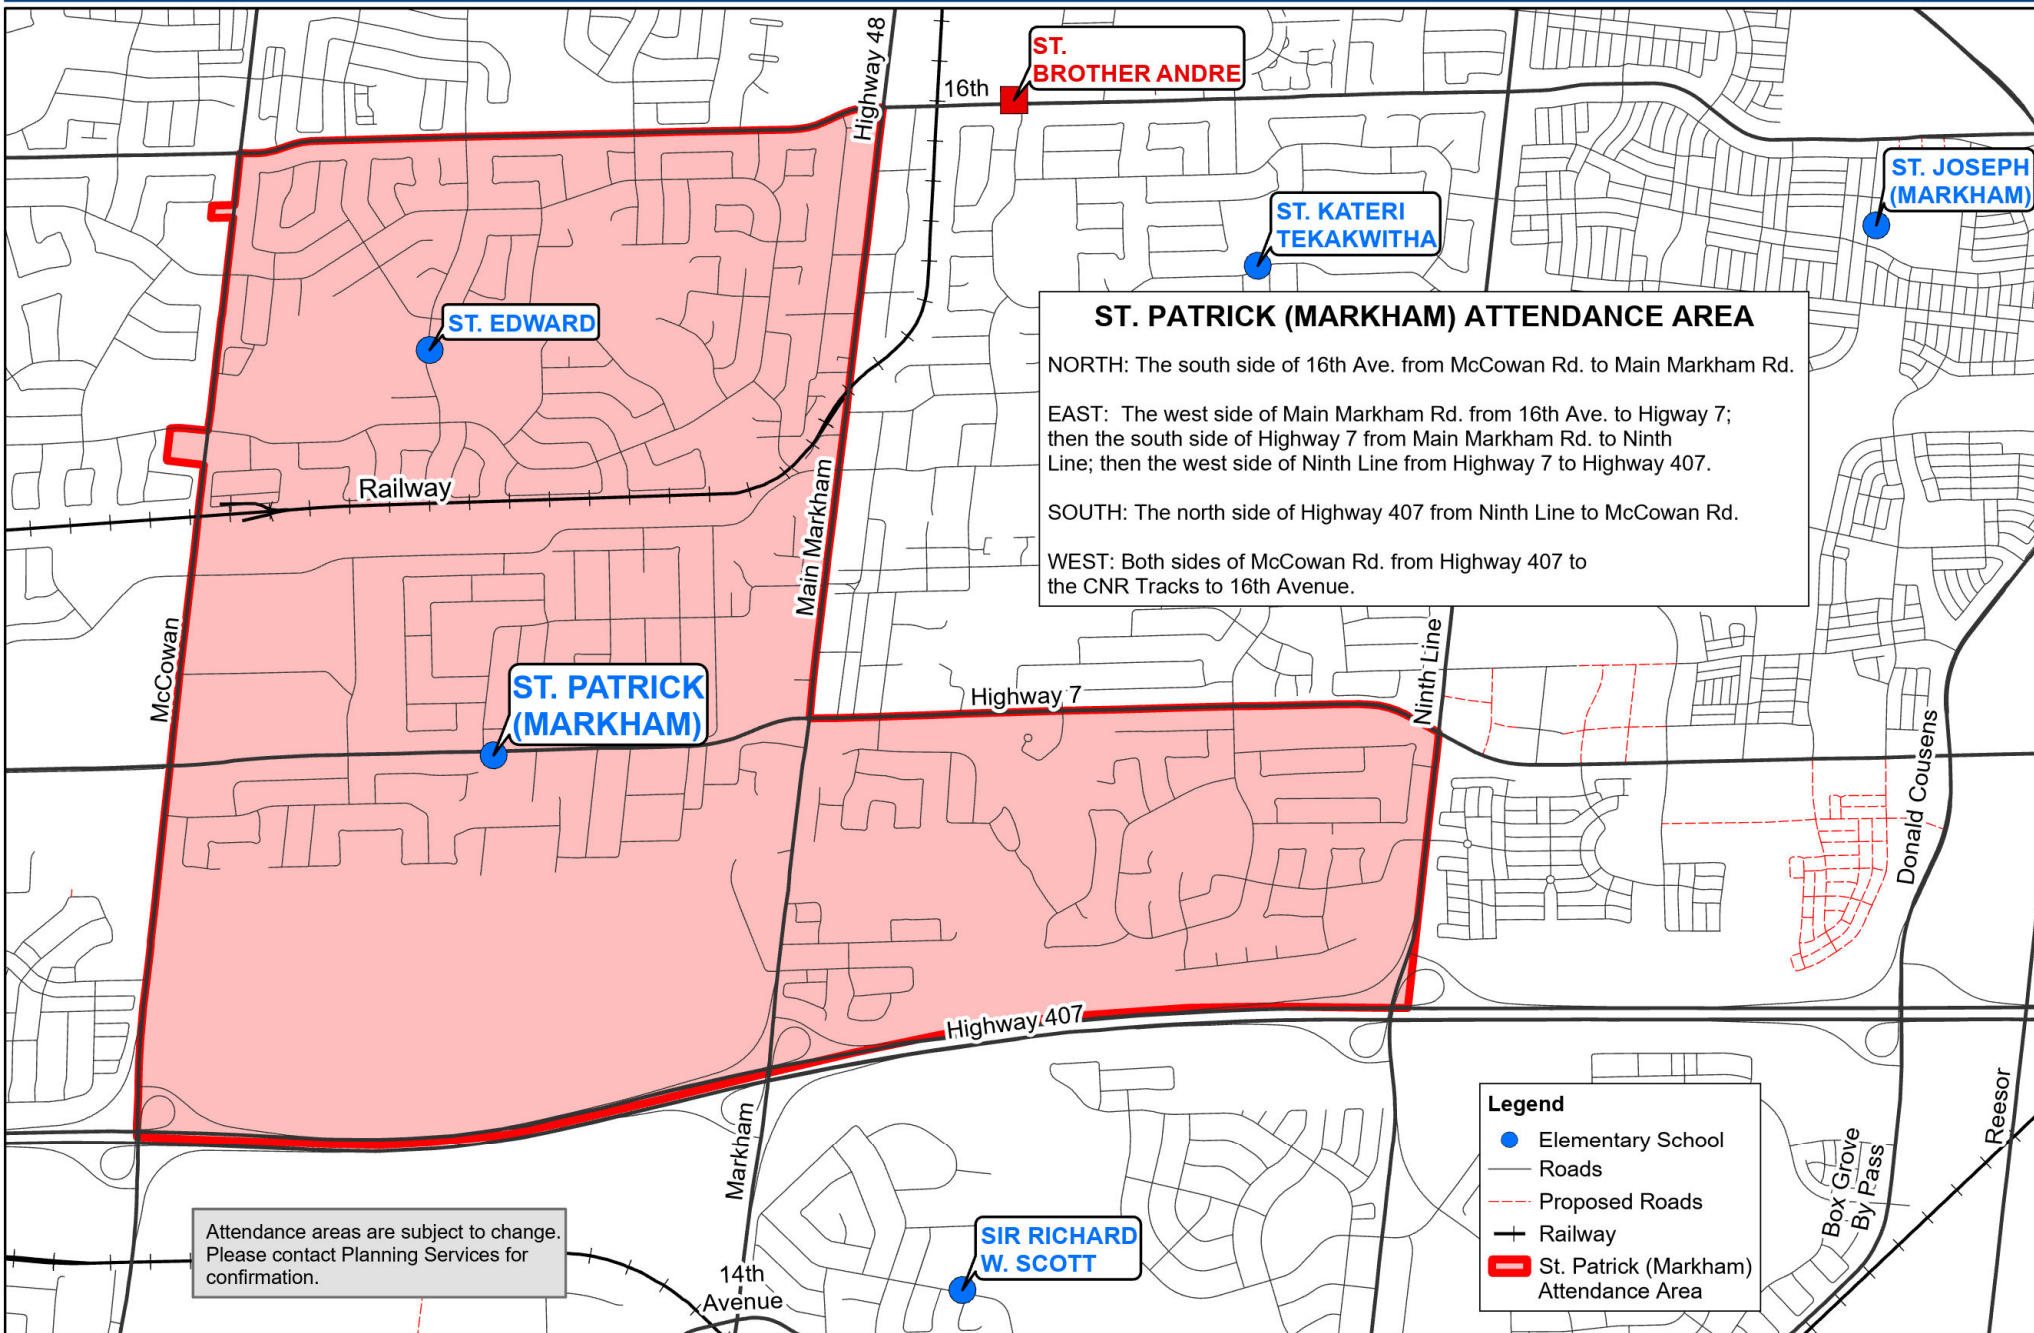 Highway 48
ST.
BROTHER ANDRE
16th
ST. JOSEPH
(MARKHAM)
ST. KATERI
TEKAKWITHA
ST. EDWARD
ST. PATRICK (MARKHAM) ATTENDANCE AREA
NORTH: The south side of 16th Ave. from McCowan Rd. to Main Markham Rd.
EAST: The west side of Main Markham Rd. from 16th Ave. to Higway 7;
then the south side of Highway 7 from Main Markham Rd. to Ninth
Line; then the west side of Ninth Line from Highway 7 to Highway 407.
SOUTH: The north side of Highway 407 from Ninth Line to McCowan Rd.
WEST: Both sides of McCowan Rd. from Highway 407 to
the CNR Tracks to 16th Avenue.
Railway
Main Markham
McCowan
ST. PATRICK
(MARKHAM)
Highway 7
Ninth Line
Donald Cousens
Highway 407
Markham
Reesor
Box Grove
By Pass
Legend
Elementary School
Roads
Proposed Roads
Railway
St. Patrick (Markham)
Attendance Area
Attendance areas are subject to change.
Please contact Planning Services for
confirmation.
SIR RICHARD
W. SCOTT
14th
Avenue